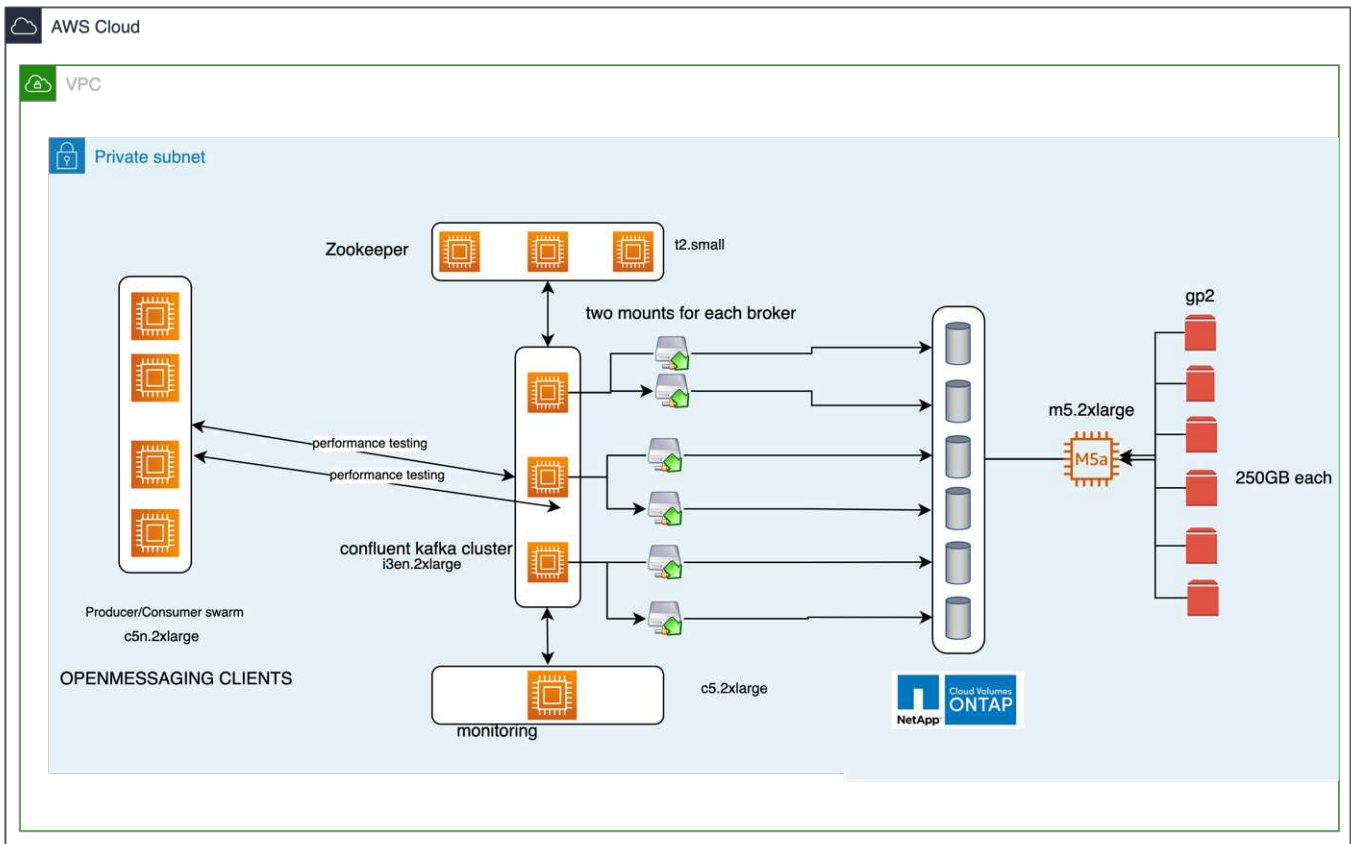 AWS Cloud
VPC
Private subnet
Zookeeper
t2.small
two mounts for each broker
gp2
m5.2xlarge
M5a
250GB each
performance testing
performance testing
confluent kafka cluster
i3en.2xlarge
Producer/Consumer swarm
c5n.2xlarge
OPENMESSAGING CLIENTS
c5.2xlarge
monitoring
NetApp
Cloud Volumes
ONTAP